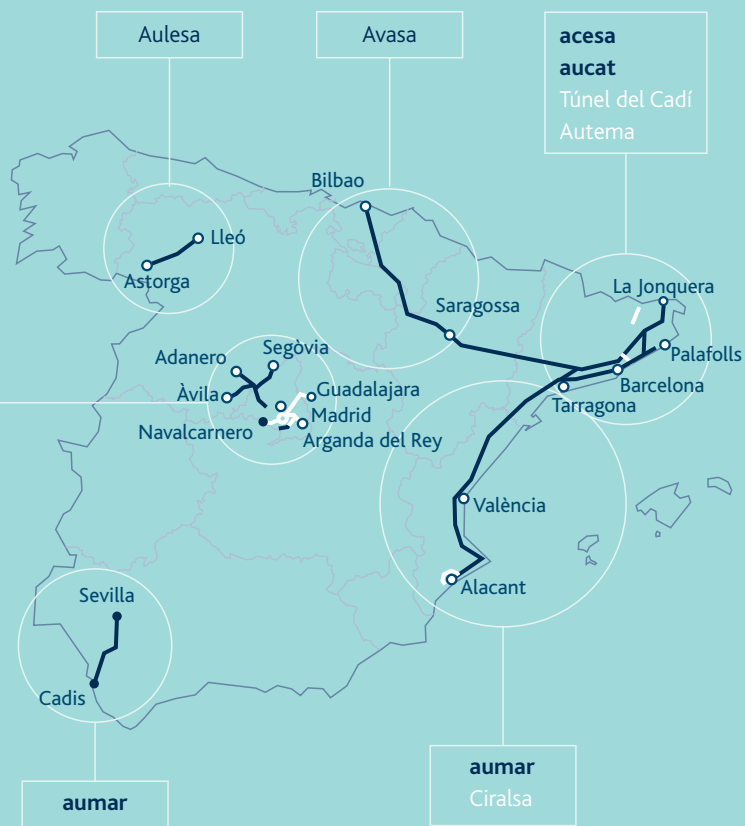 Aulesa
Avasa
acesa
aucat
Túnel del Cadí
Autema
Bilbao
Lleó
Astorga
La Jonquera
Saragossa
Segòvia
Adanero
Palafolls
Àvila
Guadalajara
Barcelona
Madrid
Tarragona
Navalcarnero
Arganda del Rey
València
Alacant
Sevilla
Cadis
aumar
Ciralsa
aumar